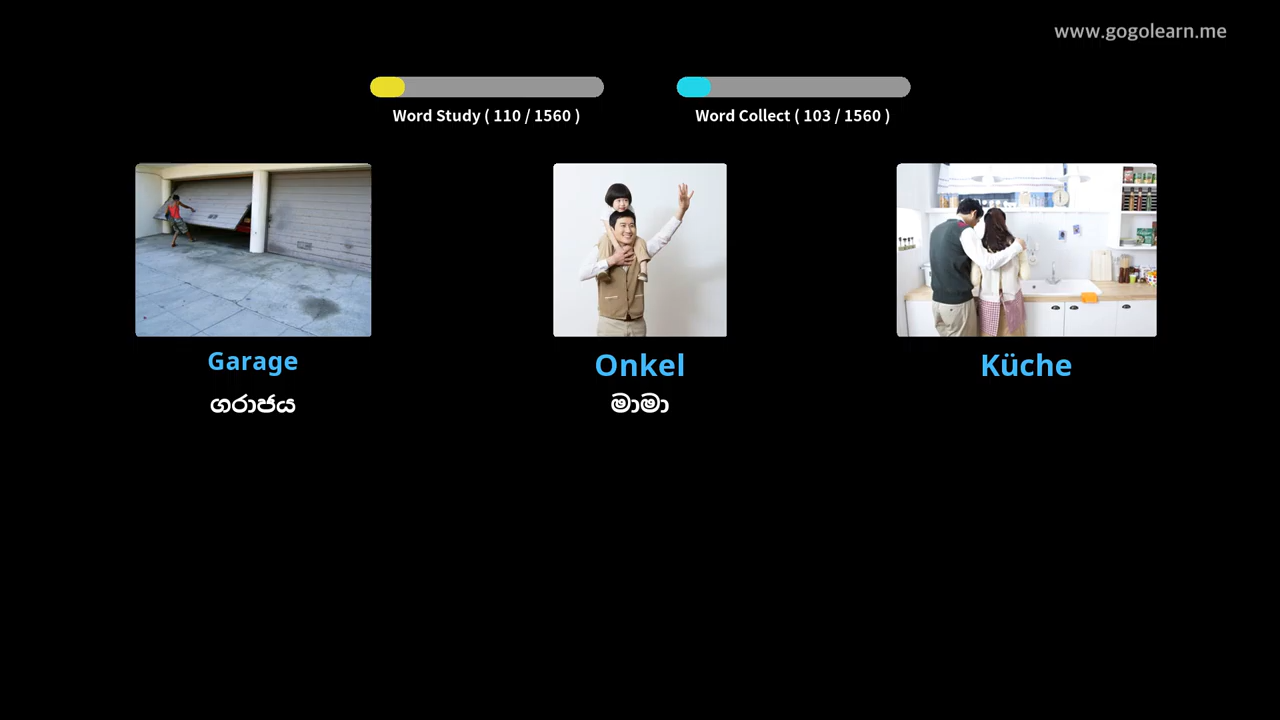 www.gogolearn.me
Word Study ( 110 / 1560 )
Word Collect ( 103 / 1560 )
Garage
Onkel
Küche
ගරාජය
මාමා